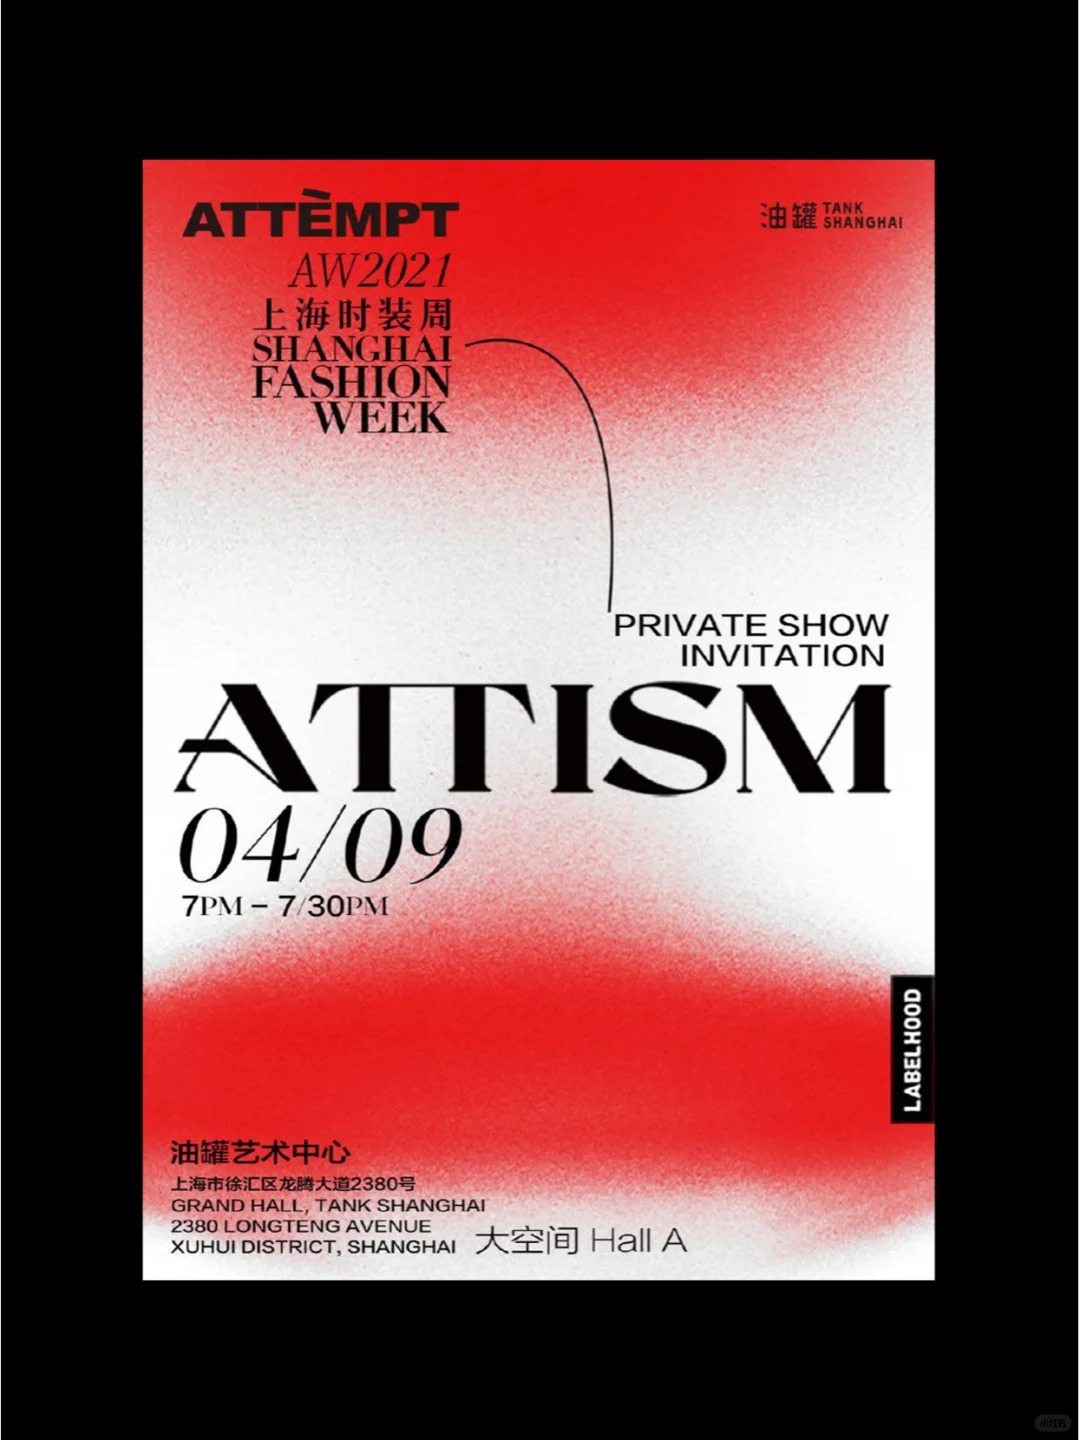 ATTÈMPT
油罐 TANK SHANGHAI
AW2021
上海时装周
SHANGHAI
FASHION
WEEK
PRIVATE SHOW
INVITATION
ATTISM
04/09
7PM – 7/30PM
LABELHOOD
油罐艺术中心
上海市徐汇区龙腾大道2380号
GRAND HALL, TANK SHANGHAI
2380 LONGTENG AVENUE
XUHUI DISTRICT, SHANGHAI
大空间 Hall A
小红书